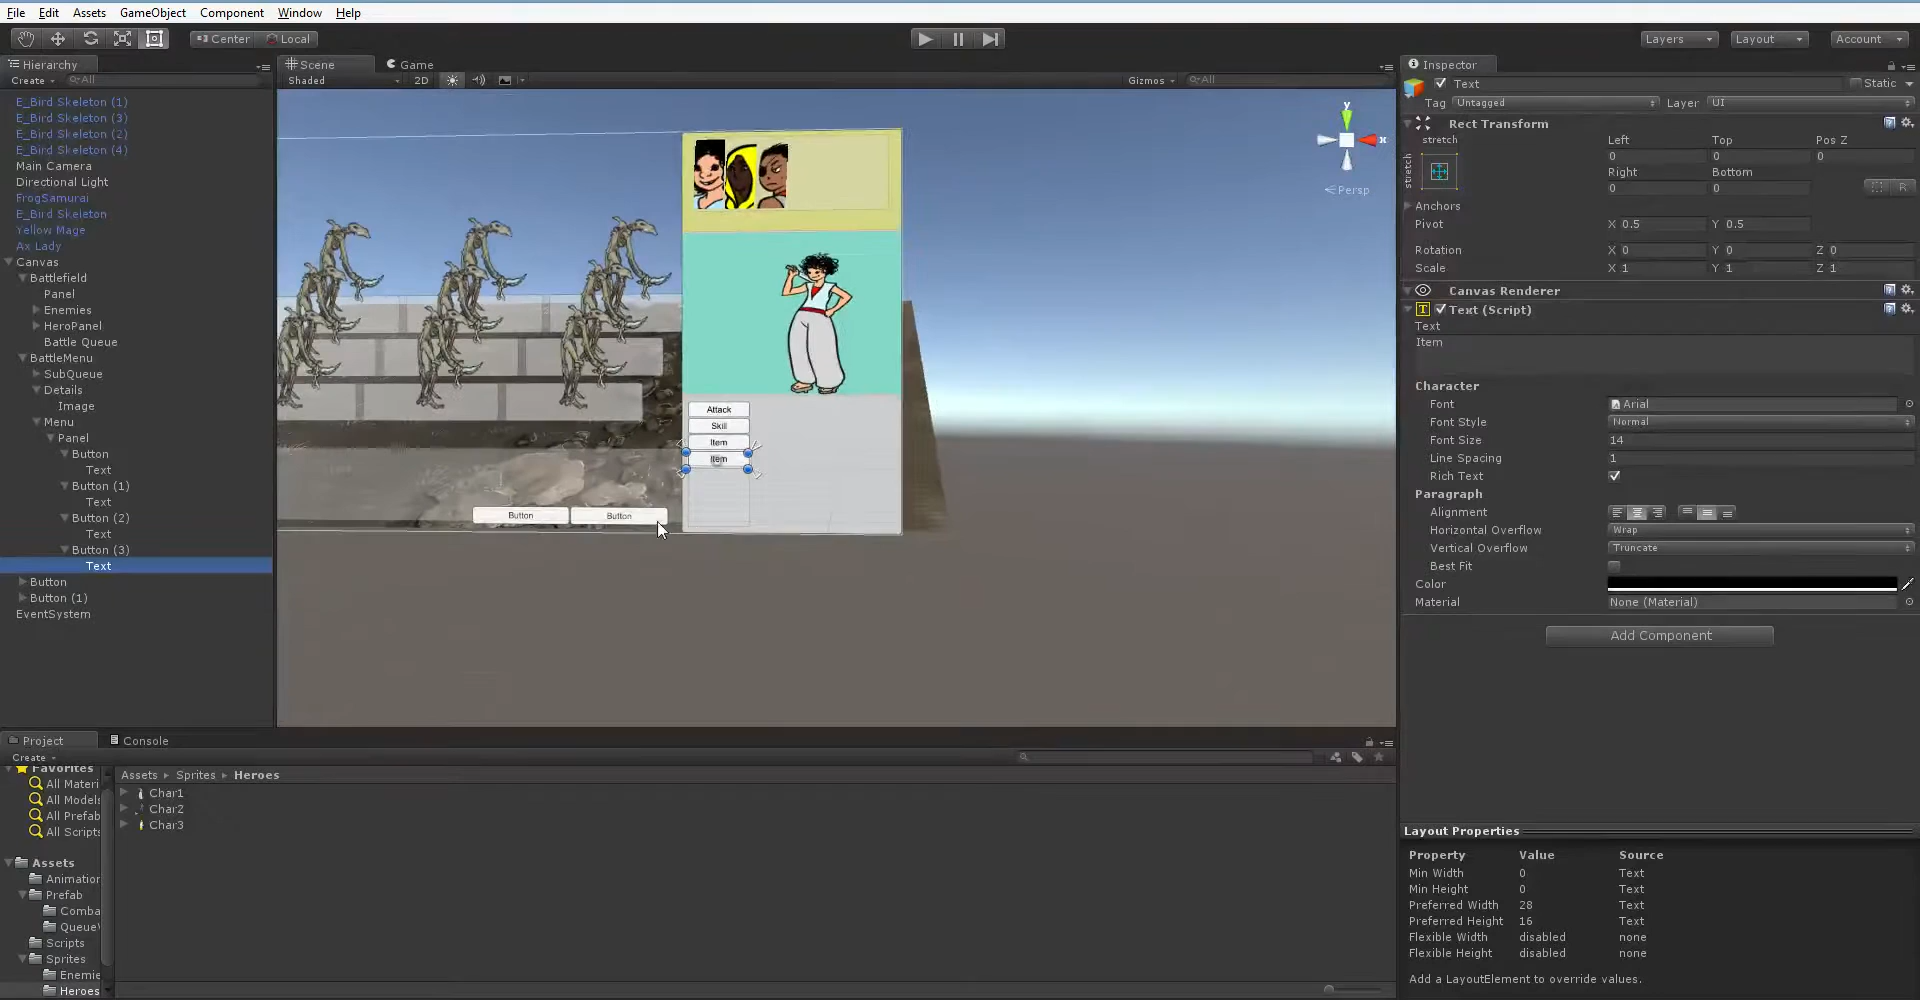 File Edit Assets GameObject Component Window Help
Center Local
Layers Layout Account
Hierarchy
Create All
E_Bird Skeleton (1)
E_Bird Skeleton (3)
E_Bird Skeleton (2)
E_Bird Skeleton (4)
Main Camera
Directional Light
FrogSamurai
E_Bird Skeleton
Yellow Mage
Ax Lady
Canvas
Battlefield
Panel
Enemies
HeroPanel
Battle Queue
BattleMenu
SubQueue
Details
Image
Menu
Panel
Button
Text
Button (1)
Text
Button (2)
Text
Button (3)
Text
Button
Button (1)
EventSystem
Scene Game
Shaded 2D Gizmos All
y
x
Persp
Attack
Skill
Item
Item
Button Button
Inspector
Text Static
Tag Untagged Layer UI
Rect Transform
stretch Left Top Pos Z
stretch
0 0 0
Right Bottom
0 0 R
Anchors
Pivot X 0.5 Y 0.5
Rotation X 0 Y 0 Z 0
Scale X 1 Y 1 Z 1
Canvas Renderer
Text (Script)
Text
Item
Character
Font Arial
Font Style Normal
Font Size 14
Line Spacing 1
Rich Text
Paragraph
Alignment
Horizontal Overflow Wrap
Vertical Overflow Truncate
Best Fit
Color
Material None (Material)
Add Component
Layout Properties
Property Value Source
Min Width 0 Text
Min Height 0 Text
Preferred Width 28 Text
Preferred Height 16 Text
Flexible Width disabled none
Flexible Height disabled none
Add a LayoutElement to override values.
Project Console
Create
Favorites
All Materi
All Models
All Prefab
All Scripts
Assets
Animation
Prefab
Comba
QueueV
Scripts
Sprites
Enemie
Heroes
Assets Sprites Heroes
Char1
Char2
Char3